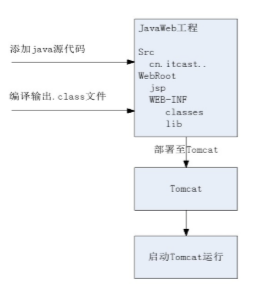 JavaWeb工程
添加java源代码
Src
cn.itcast..
WebRoot
jsp
编译输出.class文件
WEB-INF
classes
lib
部署至Tomcat
Tomcat
启动Tomcat运行